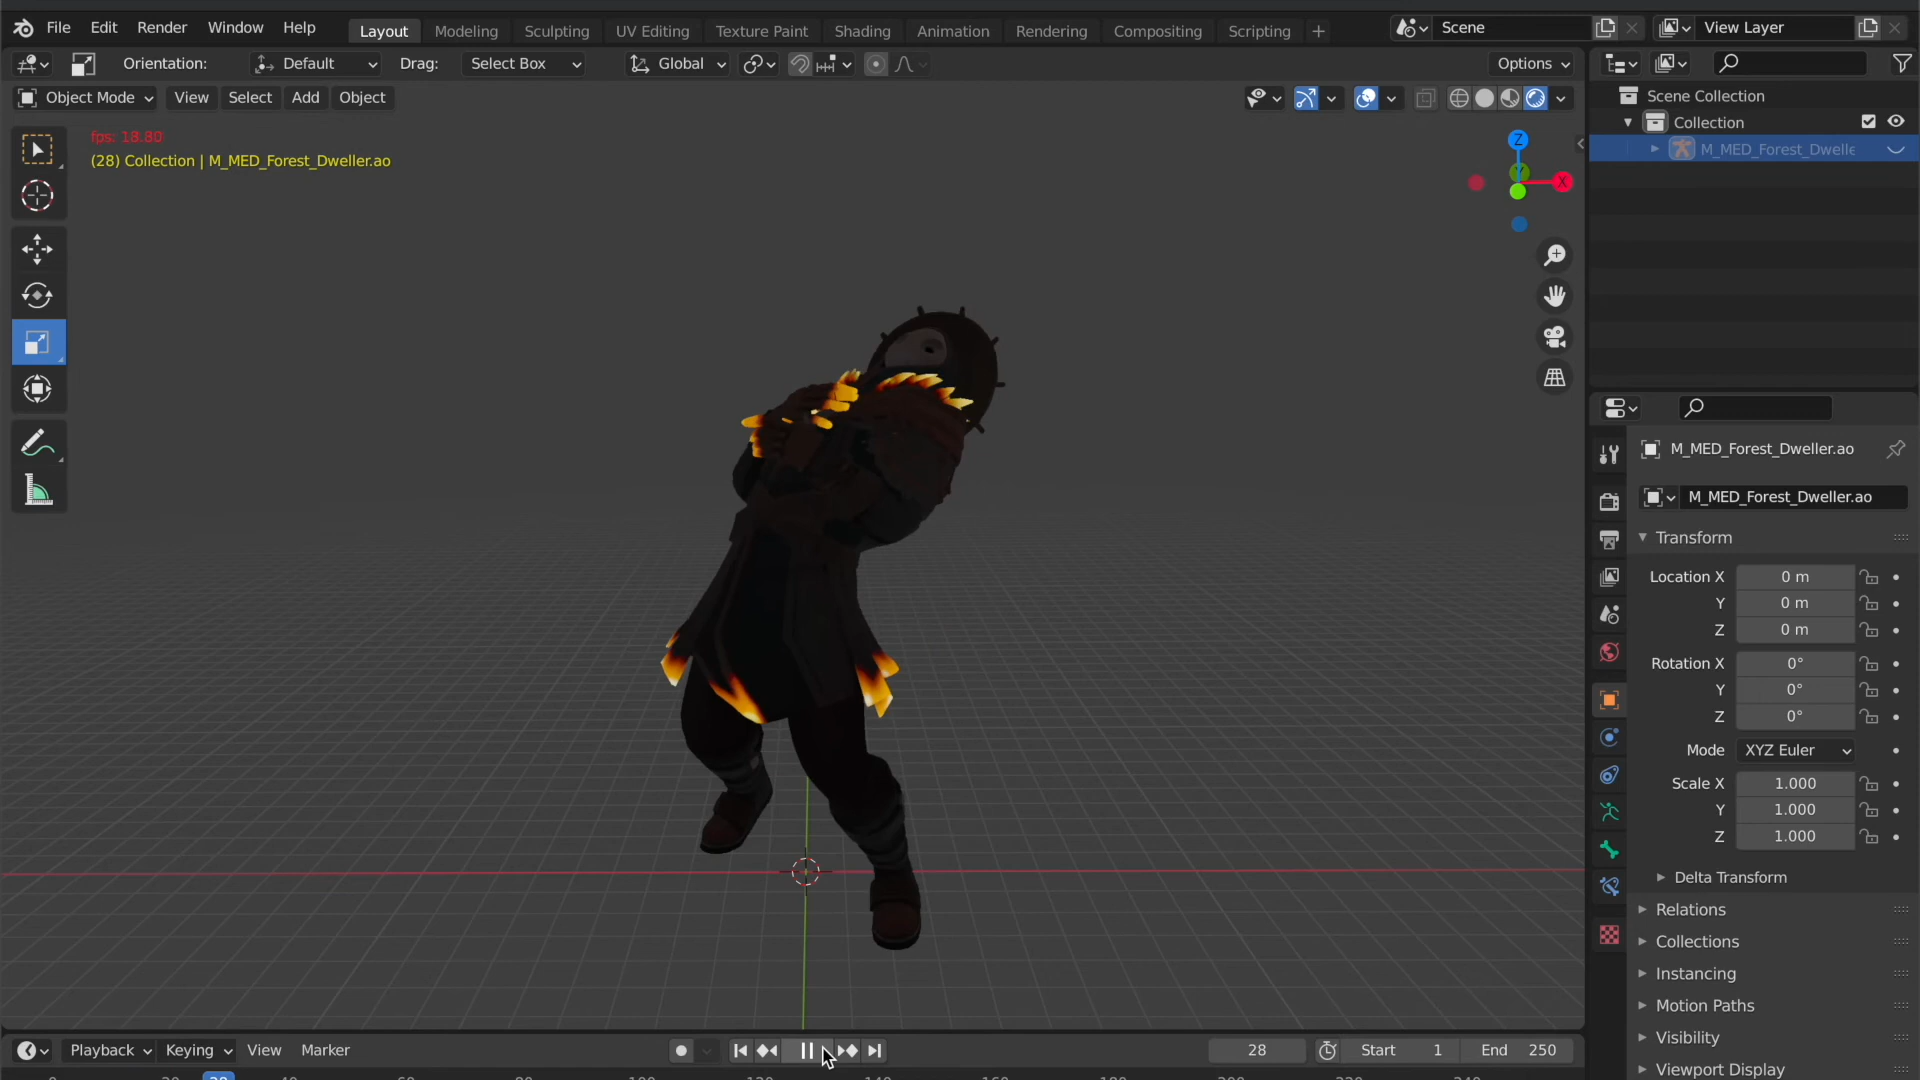 File Edit Render Window Help Layout Modeling Sculpting UV Editing Texture Paint Shading Animation Rendering Compositing Scripting + Scene View Layer
Orientation: Default Drag: Select Box Global Options
Object Mode View Select Add Object
fps: 18.80
(28) Collection | M_MED_Forest_Dweller.ao
Z
Y
X
Scene Collection
Collection
M_MED_Forest_Dwelle
M_MED_Forest_Dweller.ao
M_MED_Forest_Dweller.ao
Transform
Location X 0 m
Y 0 m
Z 0 m
Rotation X 0°
Y 0°
Z 0°
Mode XYZ Euler
Scale X 1.000
Y 1.000
Z 1.000
Delta Transform
Relations
Collections
Instancing
Motion Paths
Visibility
Viewport Display
Playback Keying View Marker 28 Start 1 End 250